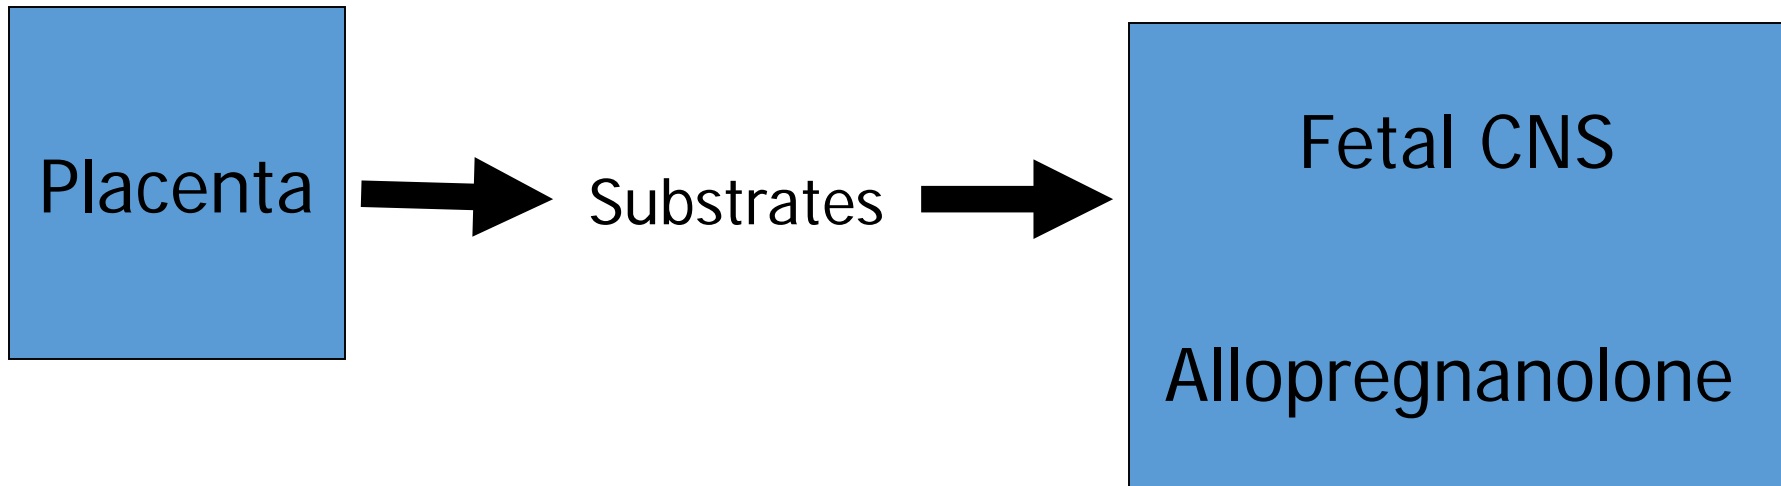 Placenta
Substrates
Fetal CNS
Allopregnanolone